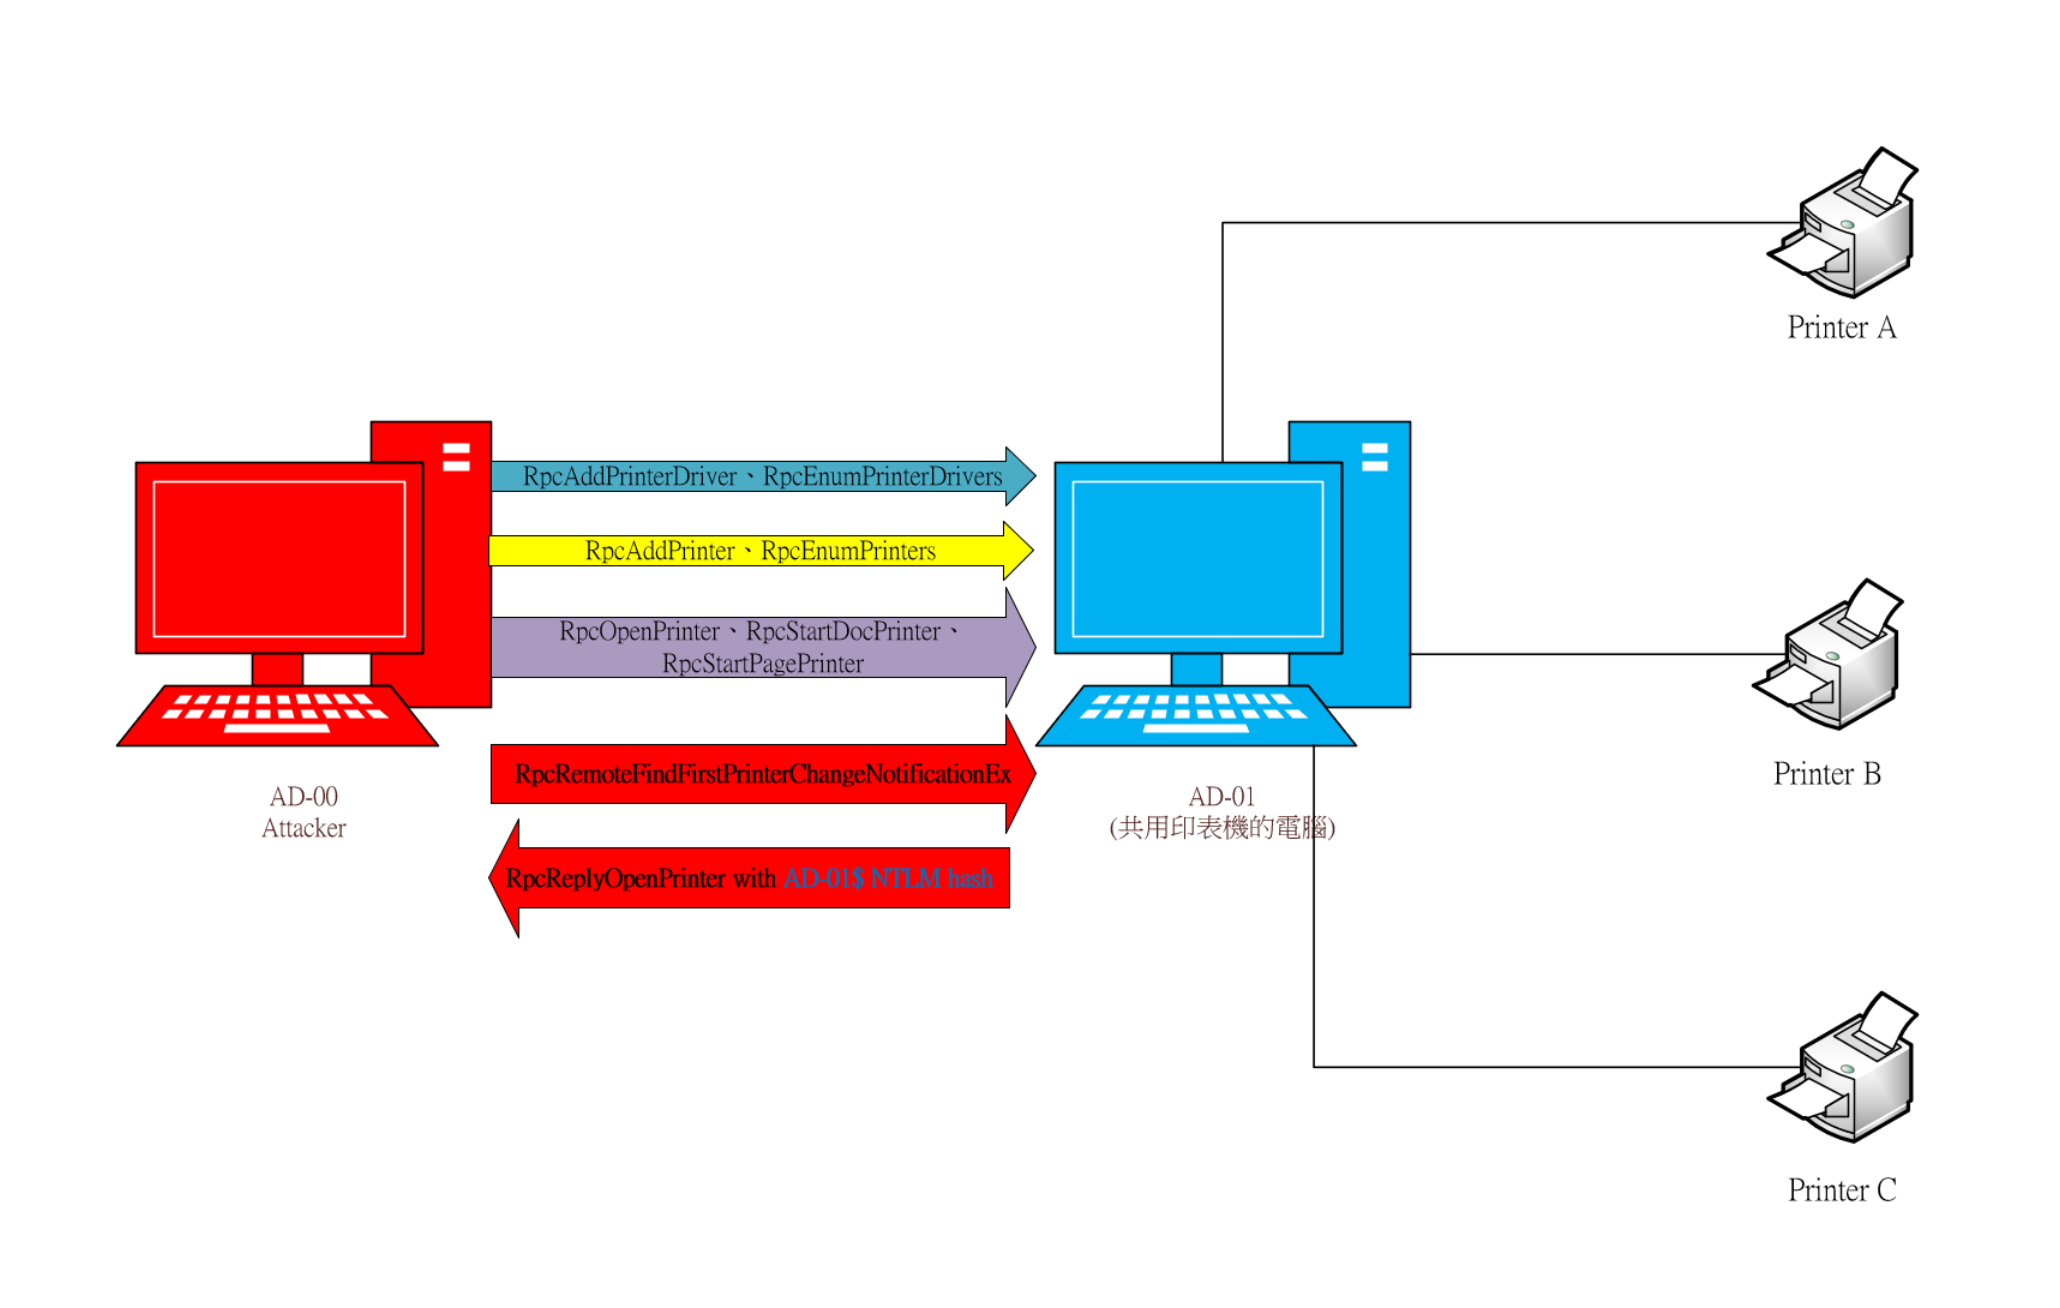 Printer A
RpcAddPrinterDriver、RpcEnumPrinterDrivers
RpcAddPrinter、RpcEnumPrinters
RpcOpenPrinter、RpcStartDocPrinter、
RpcStartPagePrinter
RpcRemoteFindFirstPrinterChangeNotificationEx
RpcReplyOpenPrinter with AD-01$ NTLM hash
AD-00
Attacker
AD-01
(共用印表機的電腦)
Printer B
Printer C